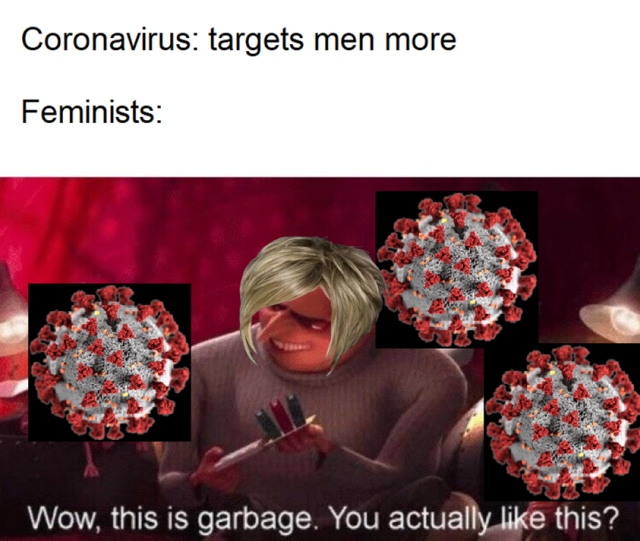 Coronavirus: targets men more
Feminists:
Wow, this is garbage. You actually like this?